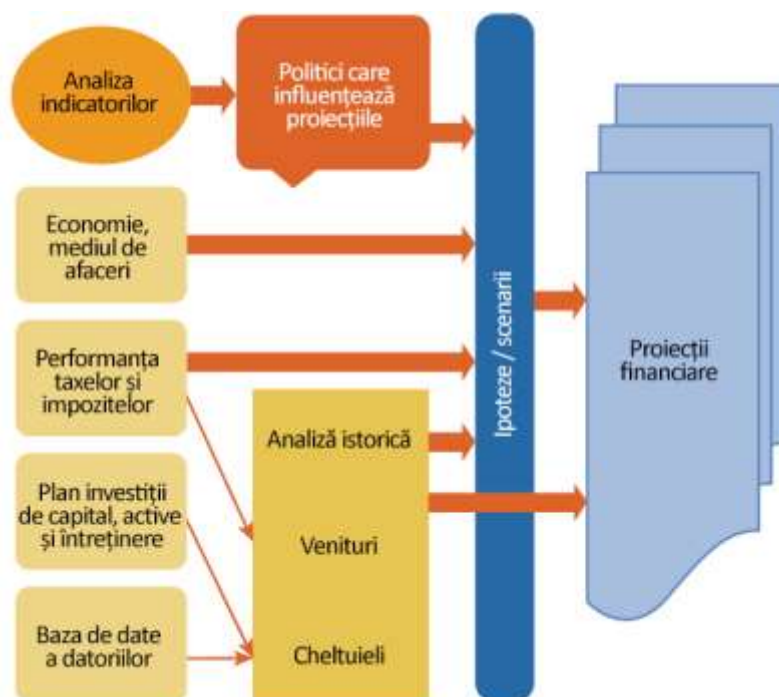 Analiza
indicatorilor
Politici care
influențează
proiecțiile
Economie,
mediul de
afaceri
Performanța
taxelor și
impozitelor
Plan investiții
de capital, active
și întreținere
Baza de date
a datoriilor
Analiză istorică
Venituri
Cheltuieli
Ipoteze / scenarii
Proiecții
financiare